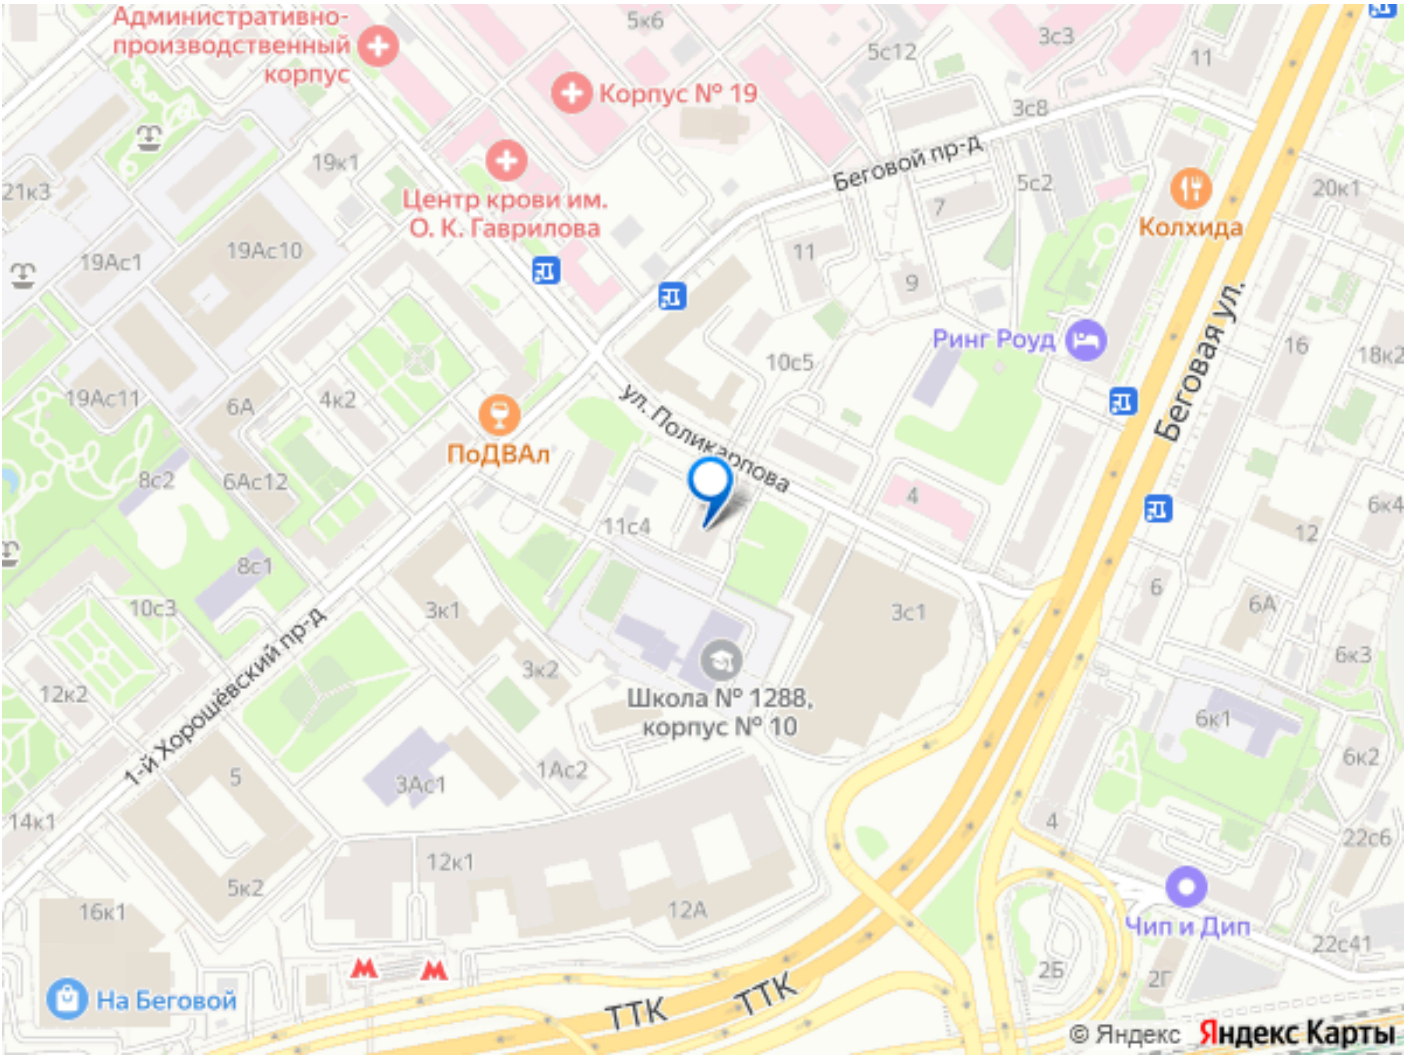 Административно-
производственный
корпус
5к6
5с12
3с3
11
Корпус № 19
3с8
19к1
Беговой пр-д
5с2
Колхида
20к1
21к3
Центр крови им.
О. К. Гаврилова
7
19Ас1
19Ас10
11
9
Беговая ул.
Ринг Роуд
16
18к2
10с5
19Ас11
6А
4к2
ул. Поликарпова
ПоДВАл
8с2
6Ас12
4
6к4
11с4
12
8с1
6
10с3
3к1
3с1
6А
3к2
6к3
12к2
1-й Хорошёвский пр-д
Школа № 1288,
корпус № 10
6к1
5
3Ас1
1Ас2
6к2
14к1
4
22с6
12к1
5к2
16к1
12А
Чип и Дип
22с41
2Б
2Г
На Беговой
ТТК
ТТК
© Яндекс
Яндекс Карты